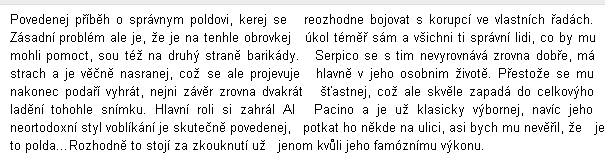 Povedenej příběh o správnym poldovi, kerej se reozhodne bojovat s korupcí ve vlastních řadách.
Zásadní problém ale je, že je na tenhle obrovkej úkol téměř sám a všichni ti správní lidi, co by mu
mohli pomoct, sou též na druhý straně barikády. Serpico se s tim nevyrovnává zrovna dobře, má
strach a je věčně nasranej, což se ale projevuje hlavně v jeho osobnim životě. Přestože se mu
nakonec podaří vyhrát, nejni závěr zrovna dvakrát šťastnej, což ale skvěle zapadá do celkovýho
ladění tohohle snímku. Hlavní roli si zahrál Al Pacino a je už klasicky výbornej, navíc jeho
neortodoxní styl voblíkání je skutečně povedenej, potkat ho někde na ulici, asi bych mu nevěřil, že je
to polda... Rozhodně to stojí za zkouknutí už jenom kvůli jeho famóznímu výkonu.